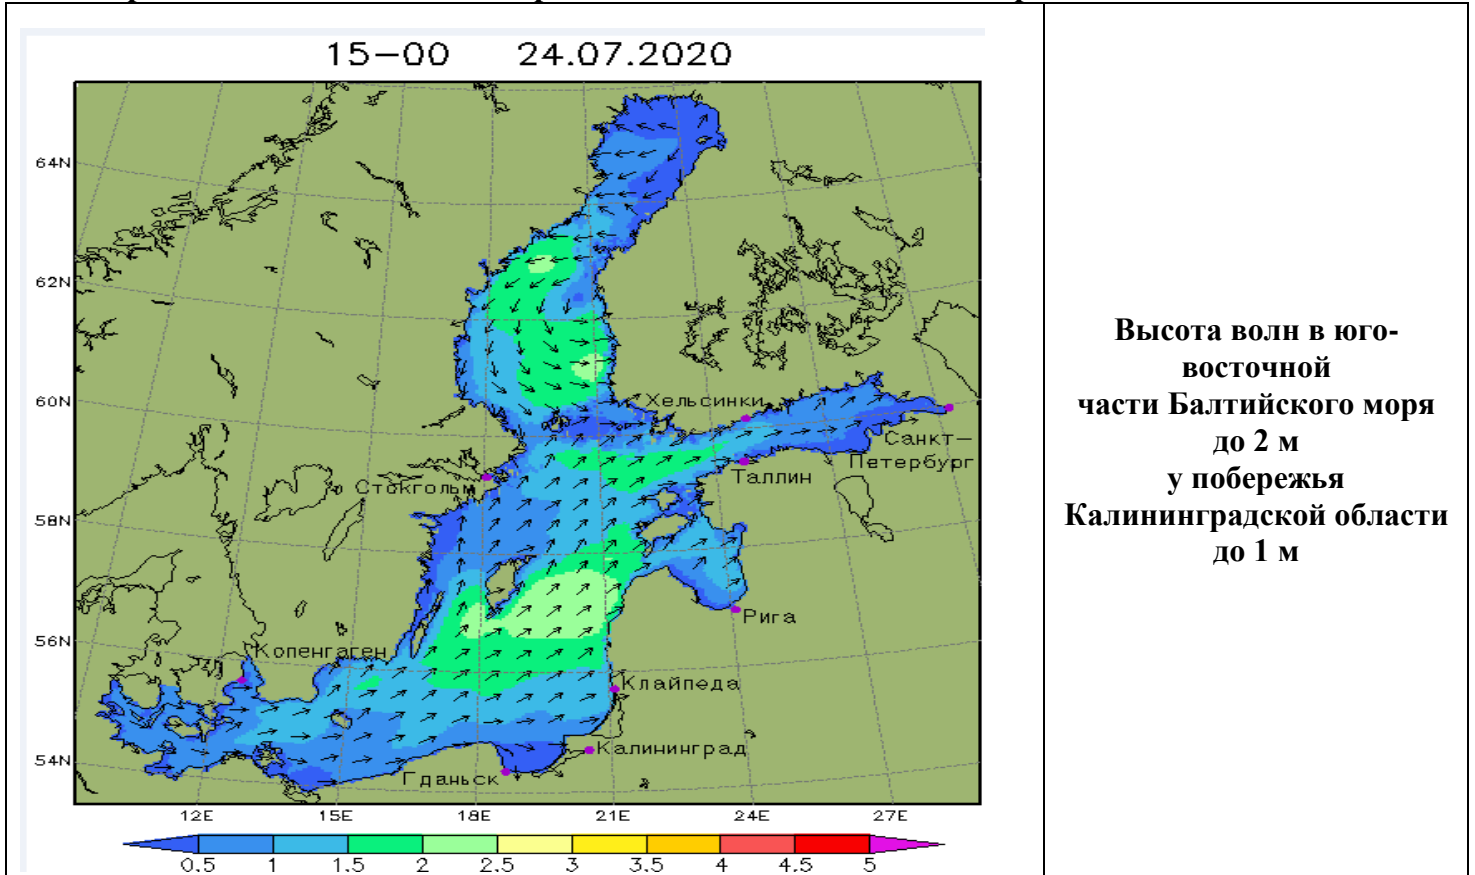 15-00 24.07.2020
64N
62N
60N
58N
56N
54N
Хельсинки
Санкт-
Петербург
Таллин
Стокгольм
Рига
Копенгаген
Клайпеда
Калининград
Гданьск
12E 15E 18E 21E 24E 27E
0.5 1 1.5 2 2.5 3 3.5 4 4.5 5
Высота волн в юго-
восточной
части Балтийского моря
до 2 м
у побережья
Калининградской области
до 1 м